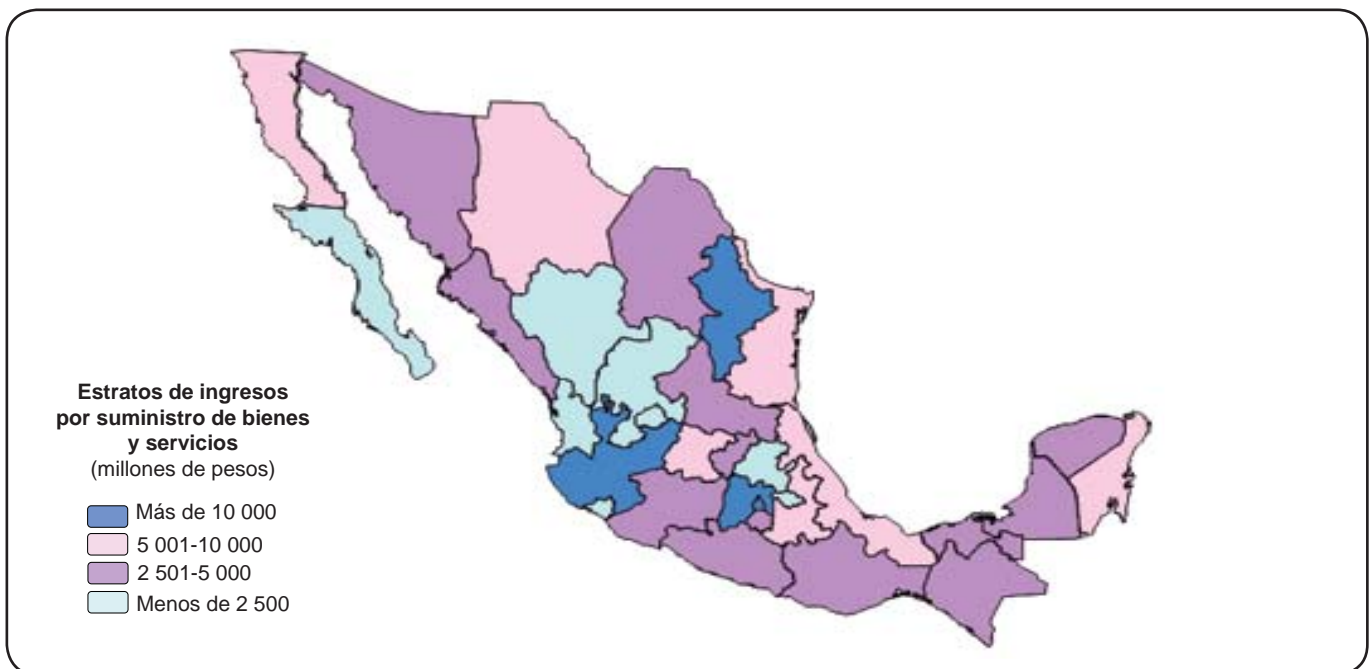 Estratos de ingresos
por suministro de bienes
y servicios
(millones de pesos)
Más de 10 000
5 001-10 000
2 501-5 000
Menos de 2 500